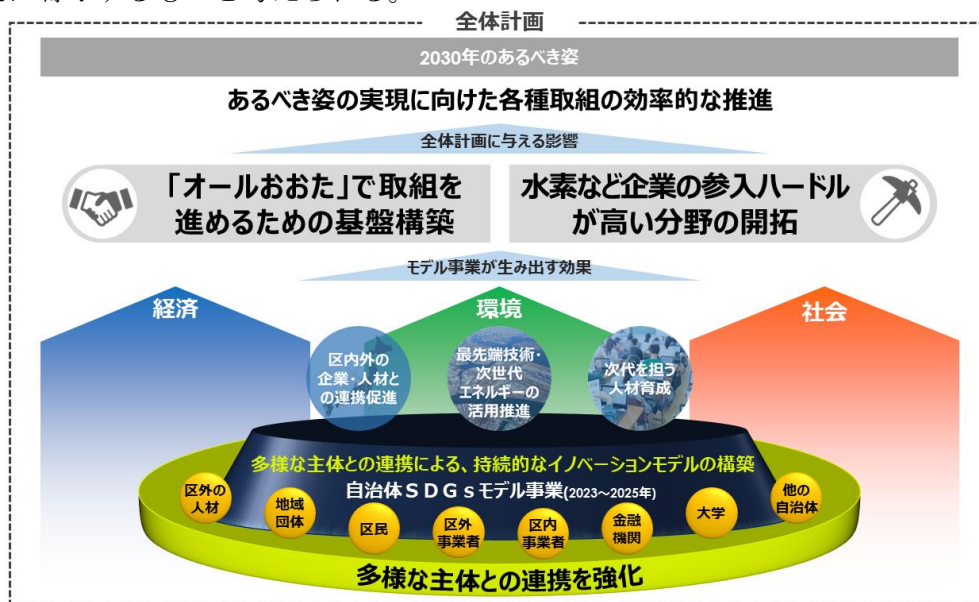 全体計画
2030年のあるべき姿
あるべき姿の実現に向けた各種取組の効率的な推進
全体計画に与える影響
「オールおおた」で取組を
進めるための基盤構築
水素など企業の参入ハードル
が高い分野の開拓
モデル事業が生み出す効果
経済
環境
社会
区内外の
企業・人材と
の連携促進
最先端技術・
次世代
エネルギーの
活用推進
次代を担う
人材育成
多様な主体との連携による、持続的なイノベーションモデルの構築
自治体SDGsモデル事業(2023～2025年)
区外の
人材
地域
団体
区民
区外
事業者
区内
事業者
金融
機関
大学
他の
自治体
多様な主体との連携を強化